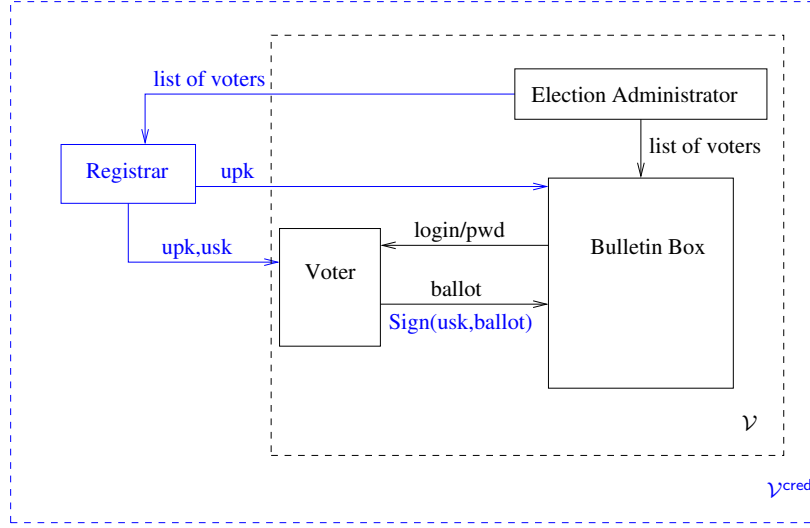 list of voters
Election Administrator
list of voters
Registrar
upk
login/pwd
Bulletin Box
upk,usk
Voter
ballot
Sign(usk,ballot)
𝒱
𝒱^cred